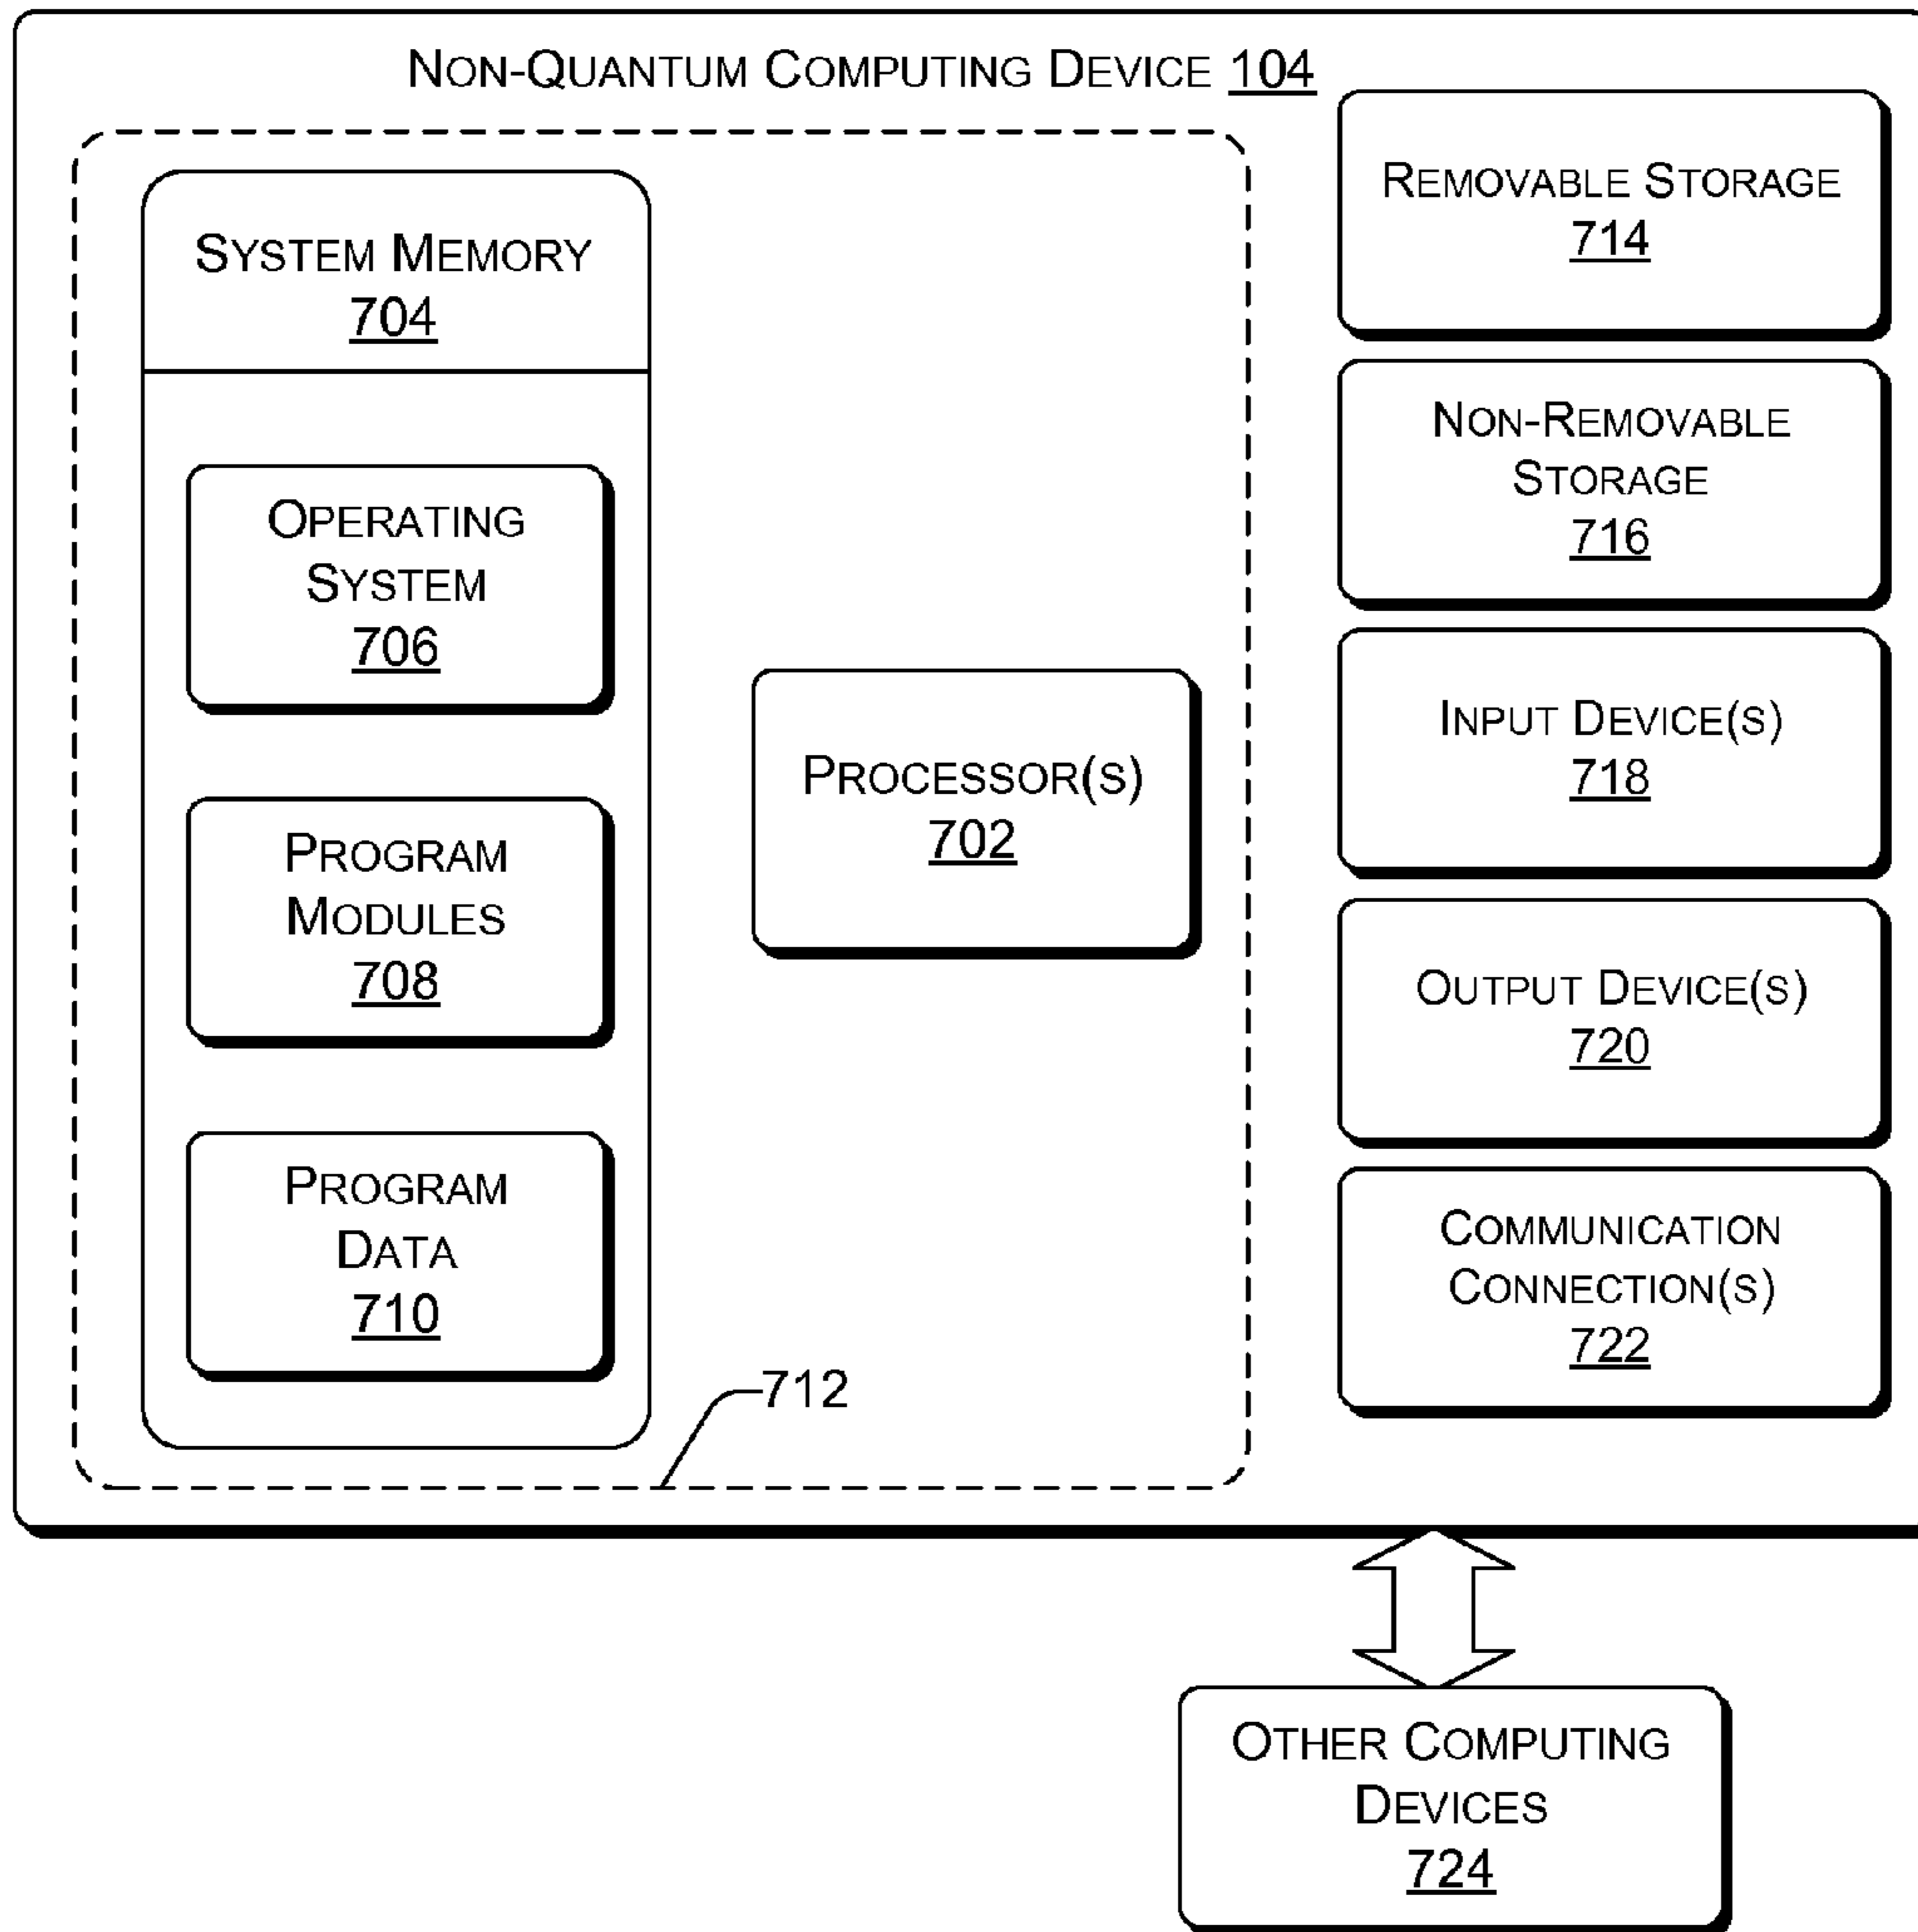 NON-QUANTUM COMPUTING DEVICE 104
SYSTEM MEMORY
704
OPERATING
SYSTEM
706
PROGRAM
MODULES
708
PROGRAM
DATA
710
PROCESSOR(S)
702
712
REMOVABLE STORAGE
714
NON-REMOVABLE
STORAGE
716
INPUT DEVICE(S)
718
OUTPUT DEVICE(S)
720
COMMUNICATION
CONNECTION(S)
722
OTHER COMPUTING
DEVICES
724